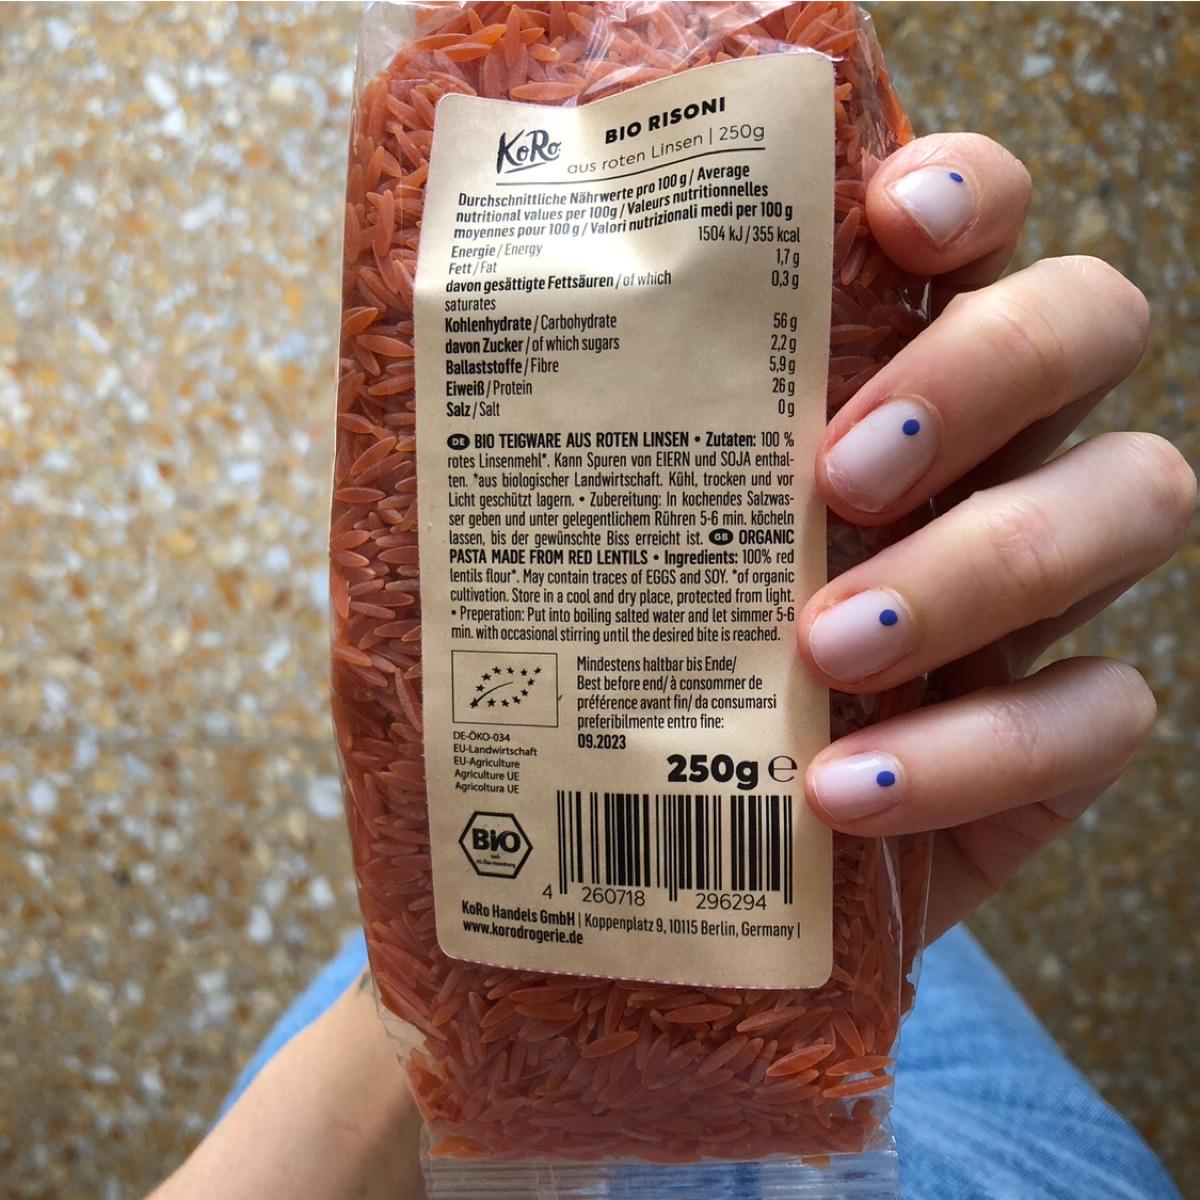 KoRo
BIO RISONI
aus roten Linsen | 250g
Durchschnittliche Nährwerte pro 100 g / Average
nutritional values per 100g / Valeurs nutritionnelles
moyennes pour 100 g / Valori nutrizionali medi per 100 g
Energie / Energy 1504 kJ / 355 kcal
Fett / Fat 1,7 g
davon gesättigte Fettsäuren / of which 0,3 g
saturates
Kohlenhydrate / Carbohydrate 56 g
davon Zucker / of which sugars 2,2 g
Ballaststoffe / Fibre 5,9 g
Eiweiß / Protein 26 g
Salz / Salt 0 g
DE BIO TEIGWARE AUS ROTEN LINSEN • Zutaten: 100 %
rotes Linsenmehl*. Kann Spuren von EIERN und SOJA enthal-
ten. *aus biologischer Landwirtschaft. Kühl, trocken und vor
Licht geschützt lagern. • Zubereitung: In kochendes Salzwas-
ser geben und unter gelegentlichem Rühren 5-6 min. köcheln
lassen, bis der gewünschte Biss erreicht ist. GB ORGANIC
PASTA MADE FROM RED LENTILS • Ingredients: 100% red
lentils flour*. May contain traces of EGGS and SOY. *of organic
cultivation. Store in a cool and dry place, protected from light.
• Preperation: Put into boiling salted water and let simmer 5-6
min. with occasional stirring until the desired bite is reached.
Mindestens haltbar bis Ende/
Best before end/ à consommer de
préférence avant fin/ da consumarsi
preferibilmente entro fine:
09.2023
DE-ÖKO-034
EU-Landwirtschaft
EU-Agriculture
Agriculture UE
Agricoltura UE
250g e
BIO
nach
EG-Öko-Verordnung
4 260718 296294
KoRo Handels GmbH | Koppenplatz 9, 10115 Berlin, Germany |
www.korodrogerie.de